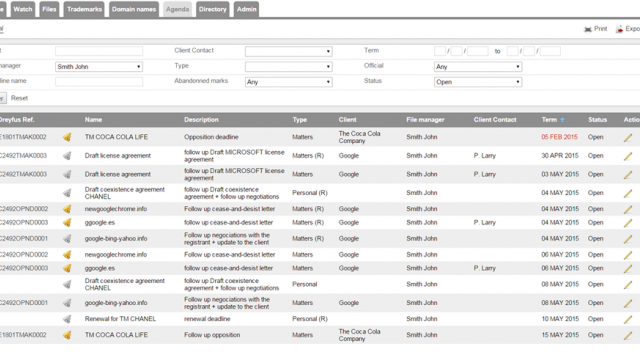 Watch Files Trademarks Domain names Agenda Directory Admin
Print
Client Contact Term / / to / /
Smith John Type Official Any
Abandonned marks Any Status Open
Reset
Dreyfus Ref. Name Description Type Client File manager Client Contact Term Status
E1801TMAK0002 TM COCA COLA LIFE Opposition deadline Matters The Coca Cola Company Smith John 05 FEB 2015 Open
C2492TMAK0003 Draft license agreement follow up Draft MICROSOFT license agreement Matters (R) Google Smith John P. Larry 30 APR 2015 Open
C2492TMAK0003 Draft license agreement follow up Draft MICROSOFT license agreement Matters Google Smith John P. Larry 03 MAY 2015 Open
Draft coexistence agreement CHANEL follow up Draft coexistence agreement + follow up negotiations Personal (R) Smith John 04 MAY 2015 Open
C2492OPND0002 newgooglechrome.info Follow up cease-and-desist letter Matters (R) Google Smith John 04 MAY 2015 Open
C2492OPND0003 ggoogle.es Follow up cease-and-desist letter Matters (R) Google Smith John P. Larry 04 MAY 2015 Open
C2492OPND0001 google-bing-yahoo.info Follow up negociations with the registrant + update to the client Matters (R) Google Smith John 04 MAY 2015 Open
C2492OPND0002 newgooglechrome.info Follow up cease-and-desist letter Matters Google Smith John 06 MAY 2015 Open
C2492OPND0003 ggoogle.es Follow up cease-and-desist letter Matters Google Smith John P. Larry 06 MAY 2015 Open
Draft coexistence agreement CHANEL follow up Draft coexistence agreement + follow up negotiations Personal Smith John 08 MAY 2015 Open
C2492OPND0001 google-bing-yahoo.info Follow up negociations with the registrant + update to the client Matters Google Smith John 08 MAY 2015 Open
Renewal for TM CHANEL renewal deadline Personal (R) Smith John 10 MAY 2015 Open
E1801TMAK0002 TM COCA COLA LIFE Follow up opposition Matters The Coca Cola Company Smith John 15 MAY 2015 Open